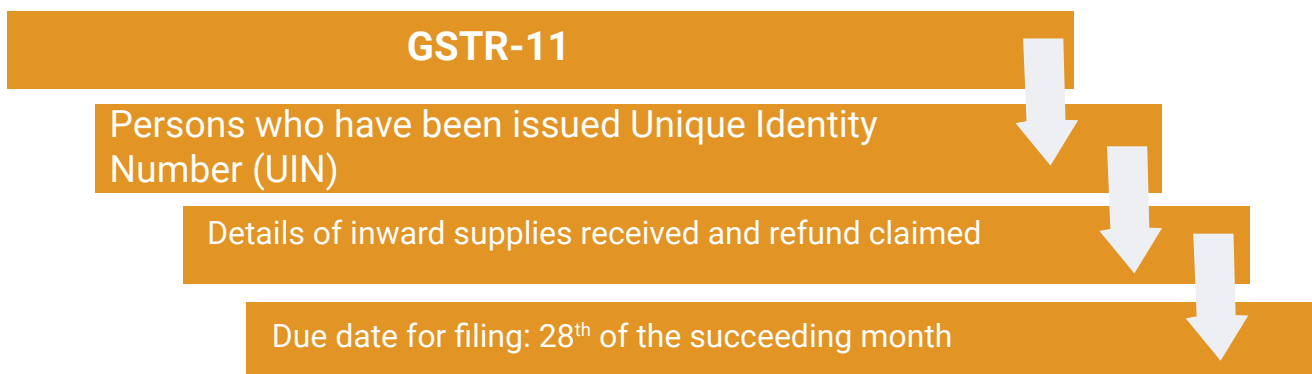 GSTR-11
Persons who have been issued Unique Identity
Number (UIN)
Details of inward supplies received and refund claimed
Due date for filing: 28th of the succeeding month